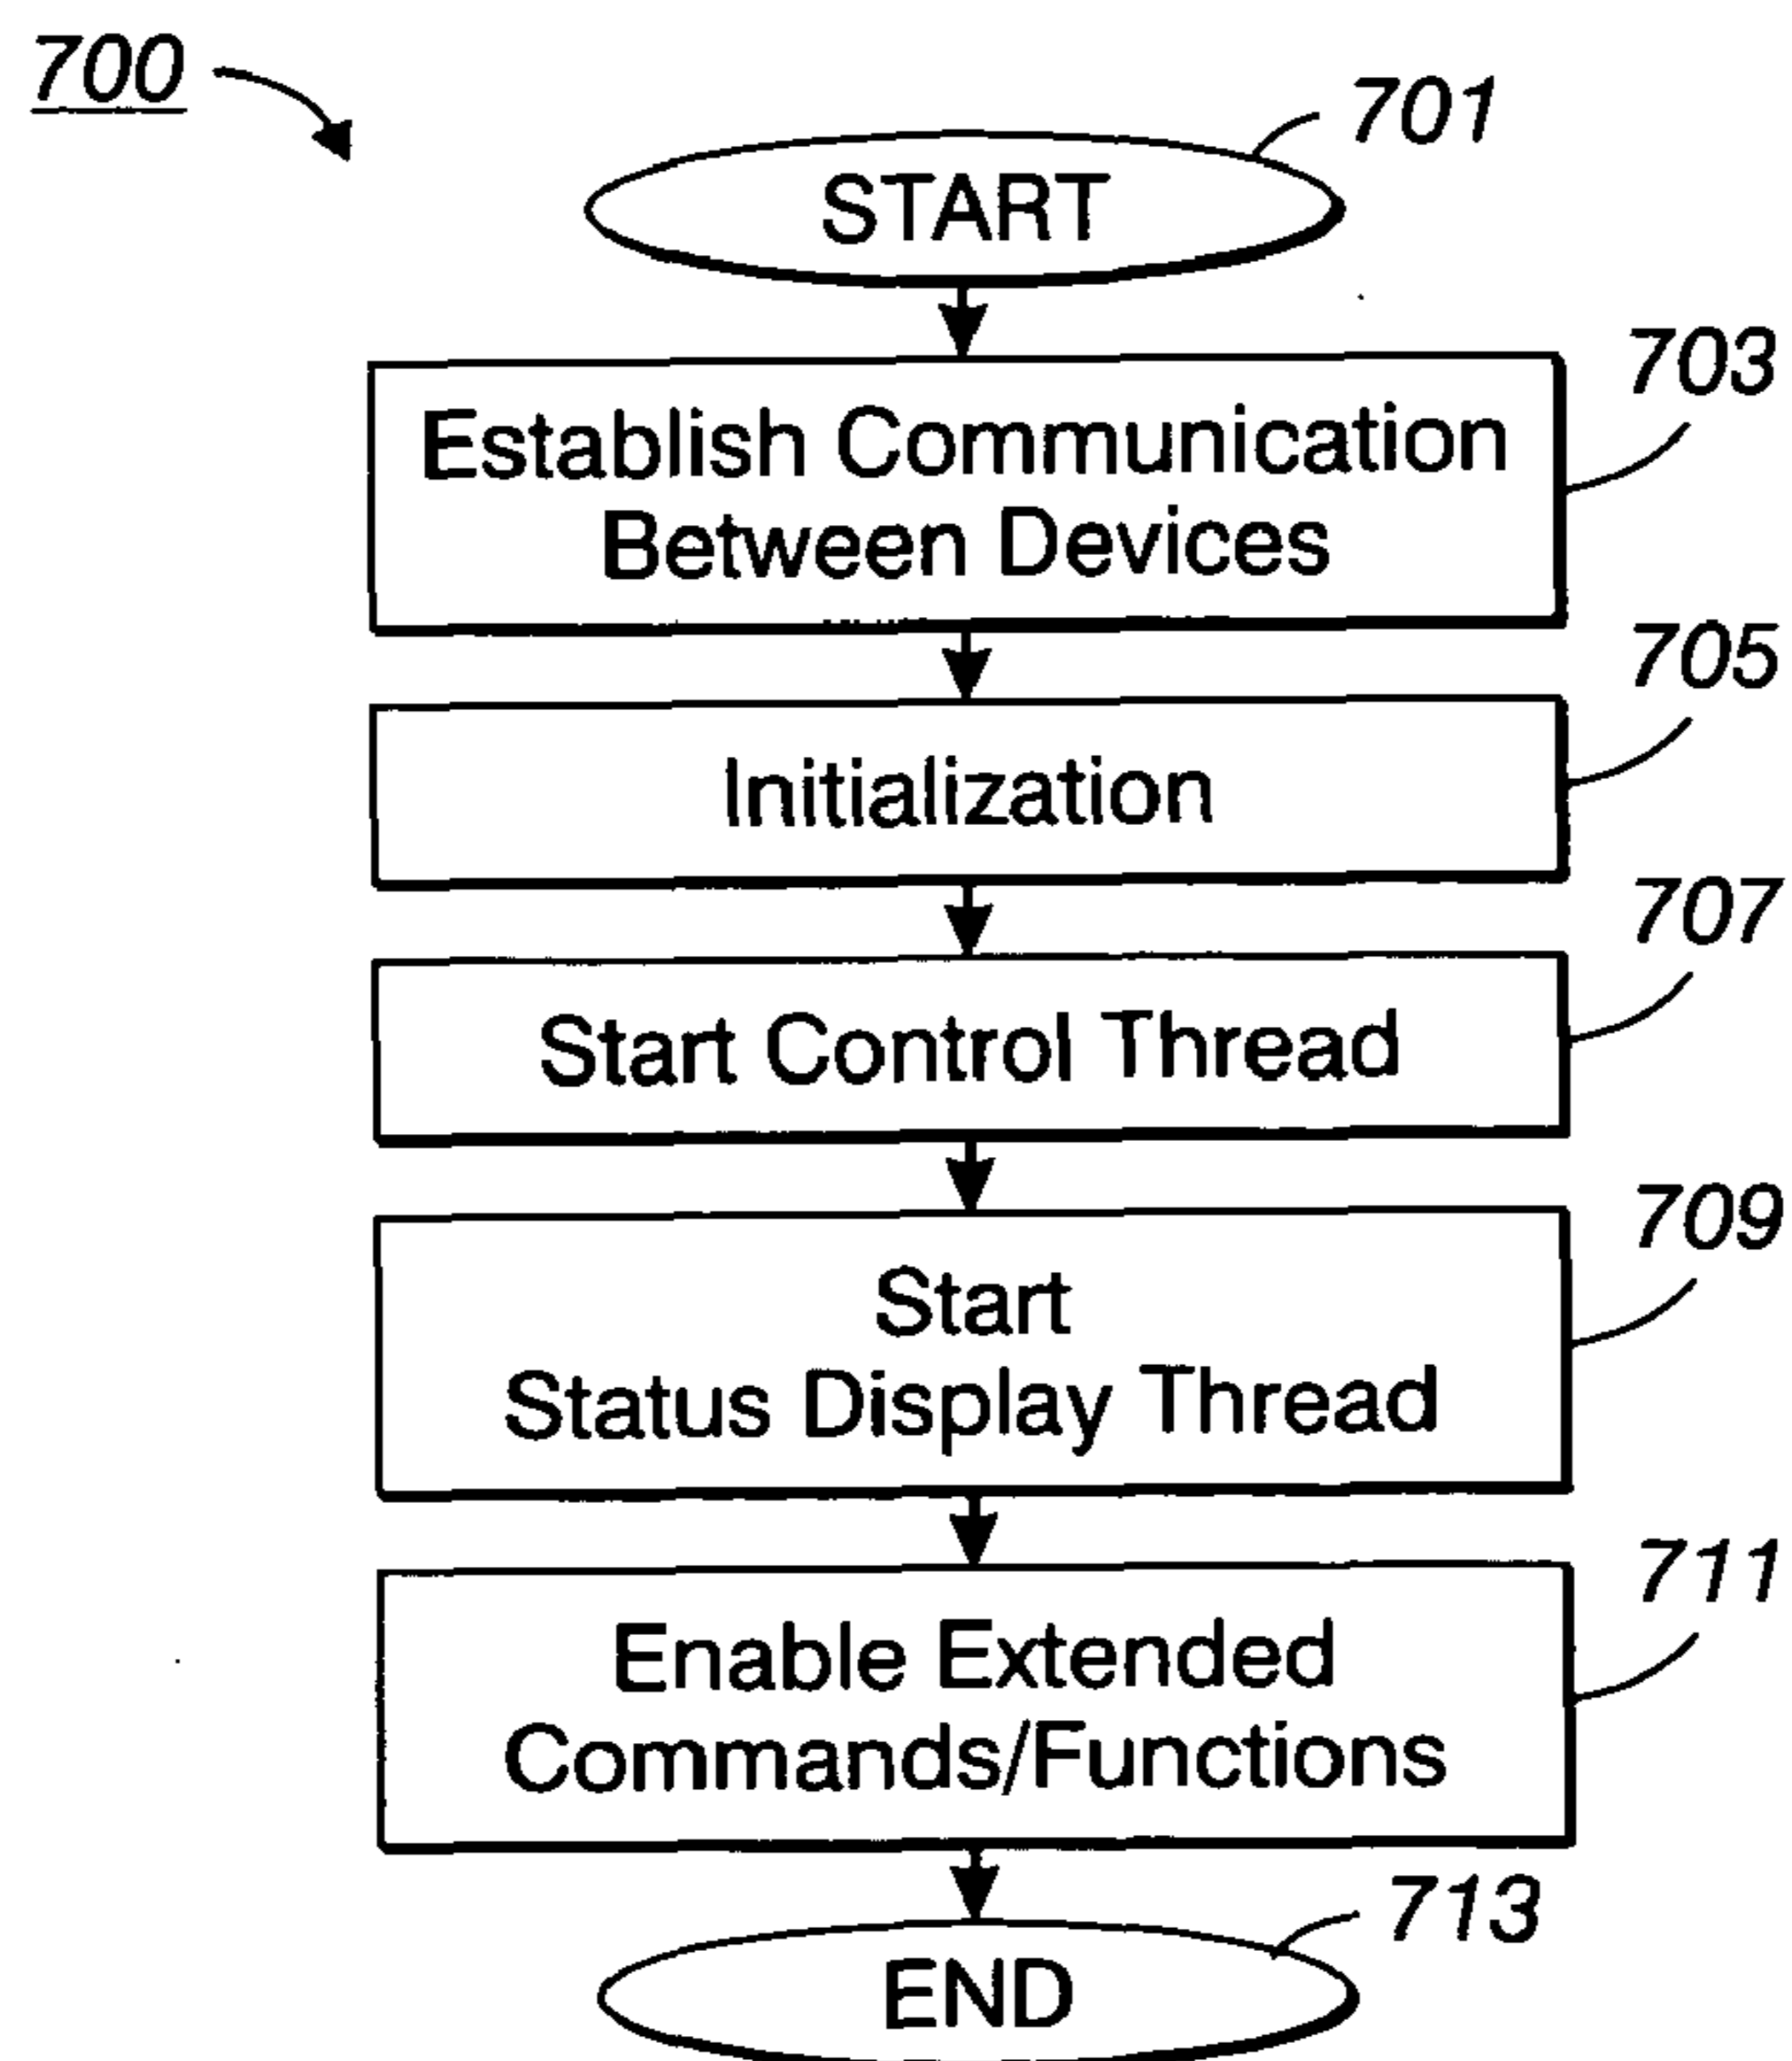 700
701
START
703
Establish Communication
Between Devices
705
Initialization
707
Start Control Thread
709
Start
Status Display Thread
711
Enable Extended
Commands/Functions
713
END